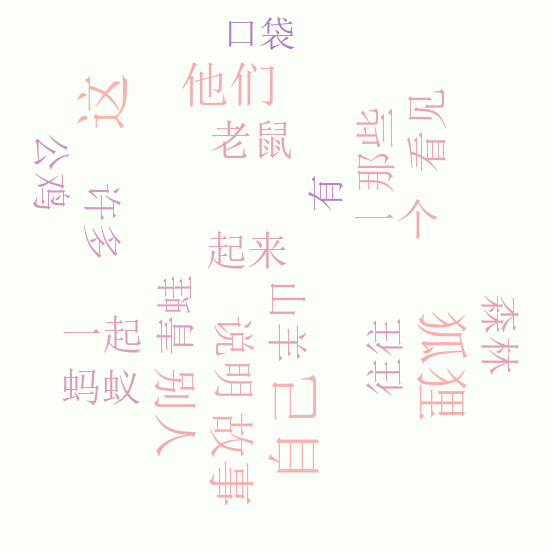 口袋
他们
这
老鼠
看见
那些
公鸡
许多
有
一个
起来
青蛙
山羊
一起
说明
往往
狐狸
森林
蚂蚁
别人
自己
故事